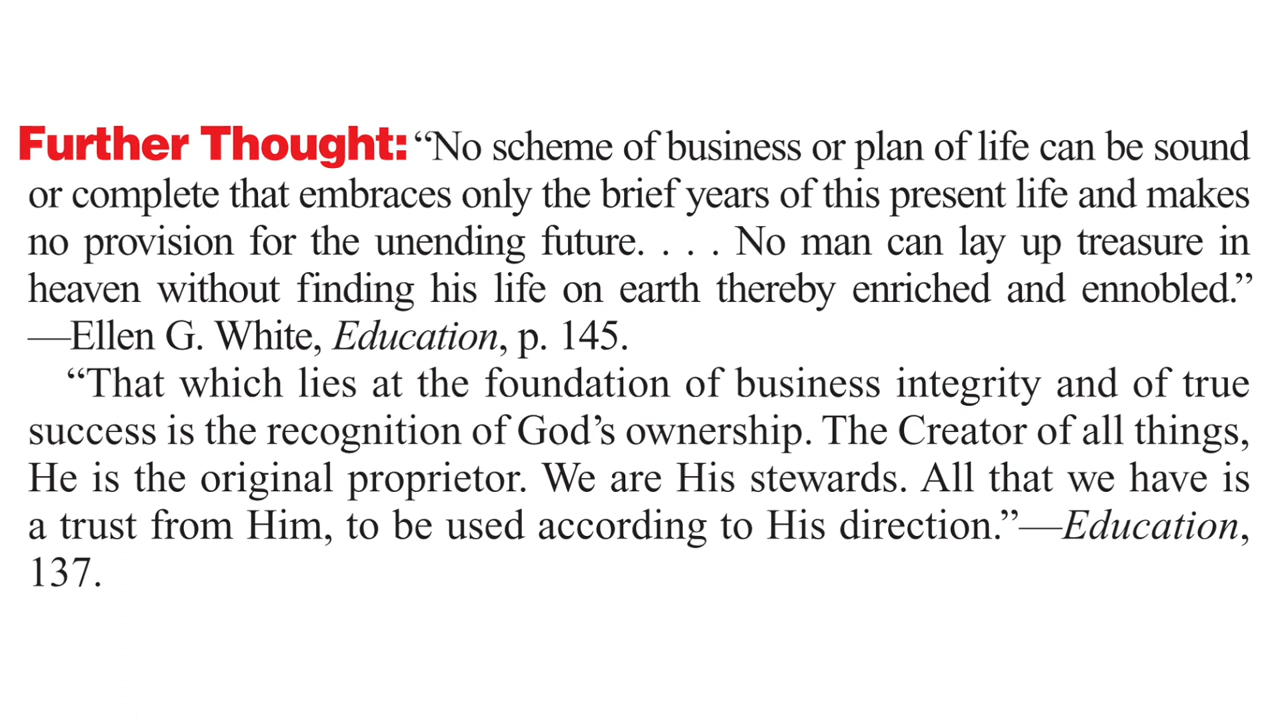 Further Thought: “No scheme of business or plan of life can be sound
or complete that embraces only the brief years of this present life and makes
no provision for the unending future. . . . No man can lay up treasure in
heaven without finding his life on earth thereby enriched and ennobled.”
—Ellen G. White, Education, p. 145.
“That which lies at the foundation of business integrity and of true
success is the recognition of God’s ownership. The Creator of all things,
He is the original proprietor. We are His stewards. All that we have is
a trust from Him, to be used according to His direction.”—Education,
137.